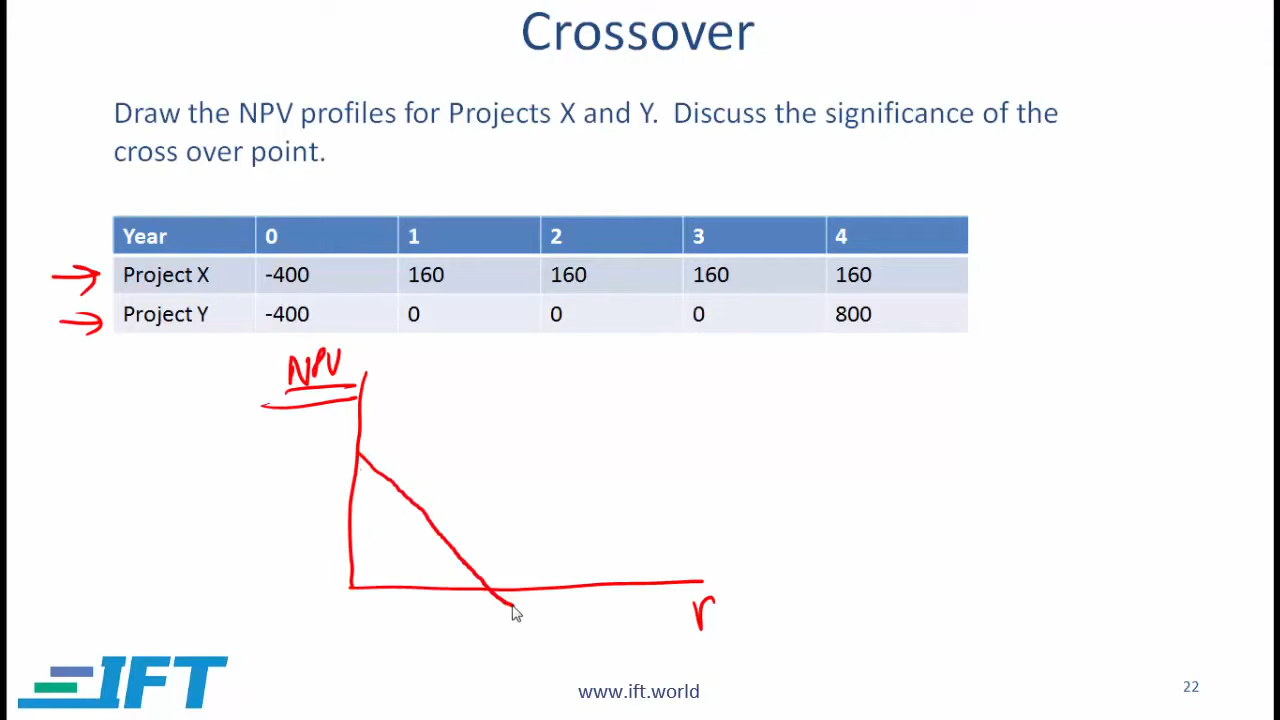 Crossover
Draw the NPV profiles for Projects X and Y. Discuss the significance of the
cross over point.
Year 0 1 2 3 4
Project X -400 160 160 160 160
Project Y -400 0 0 0 800
NPV
r
IFT
www.ift.world
22